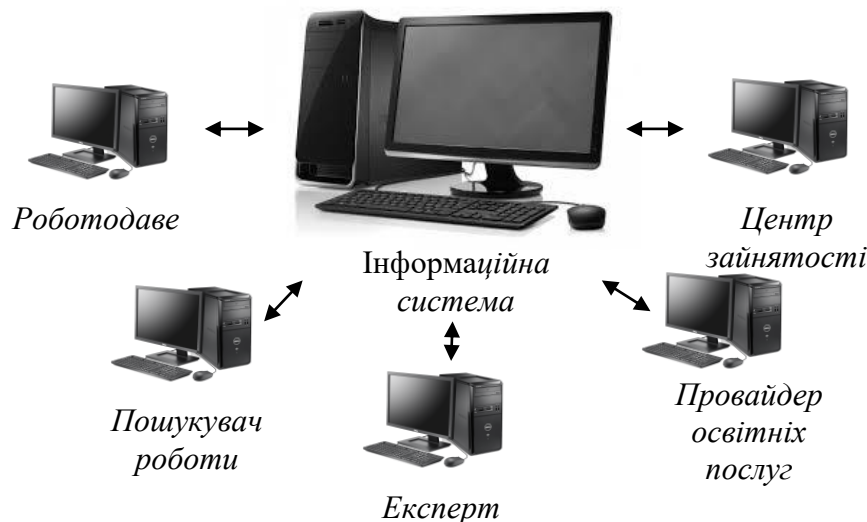 Роботодаве
Інформаційна
система
Центр
зайнятості
Пошукувач
роботи
Експерт
Провайдер
освітніх
послуг